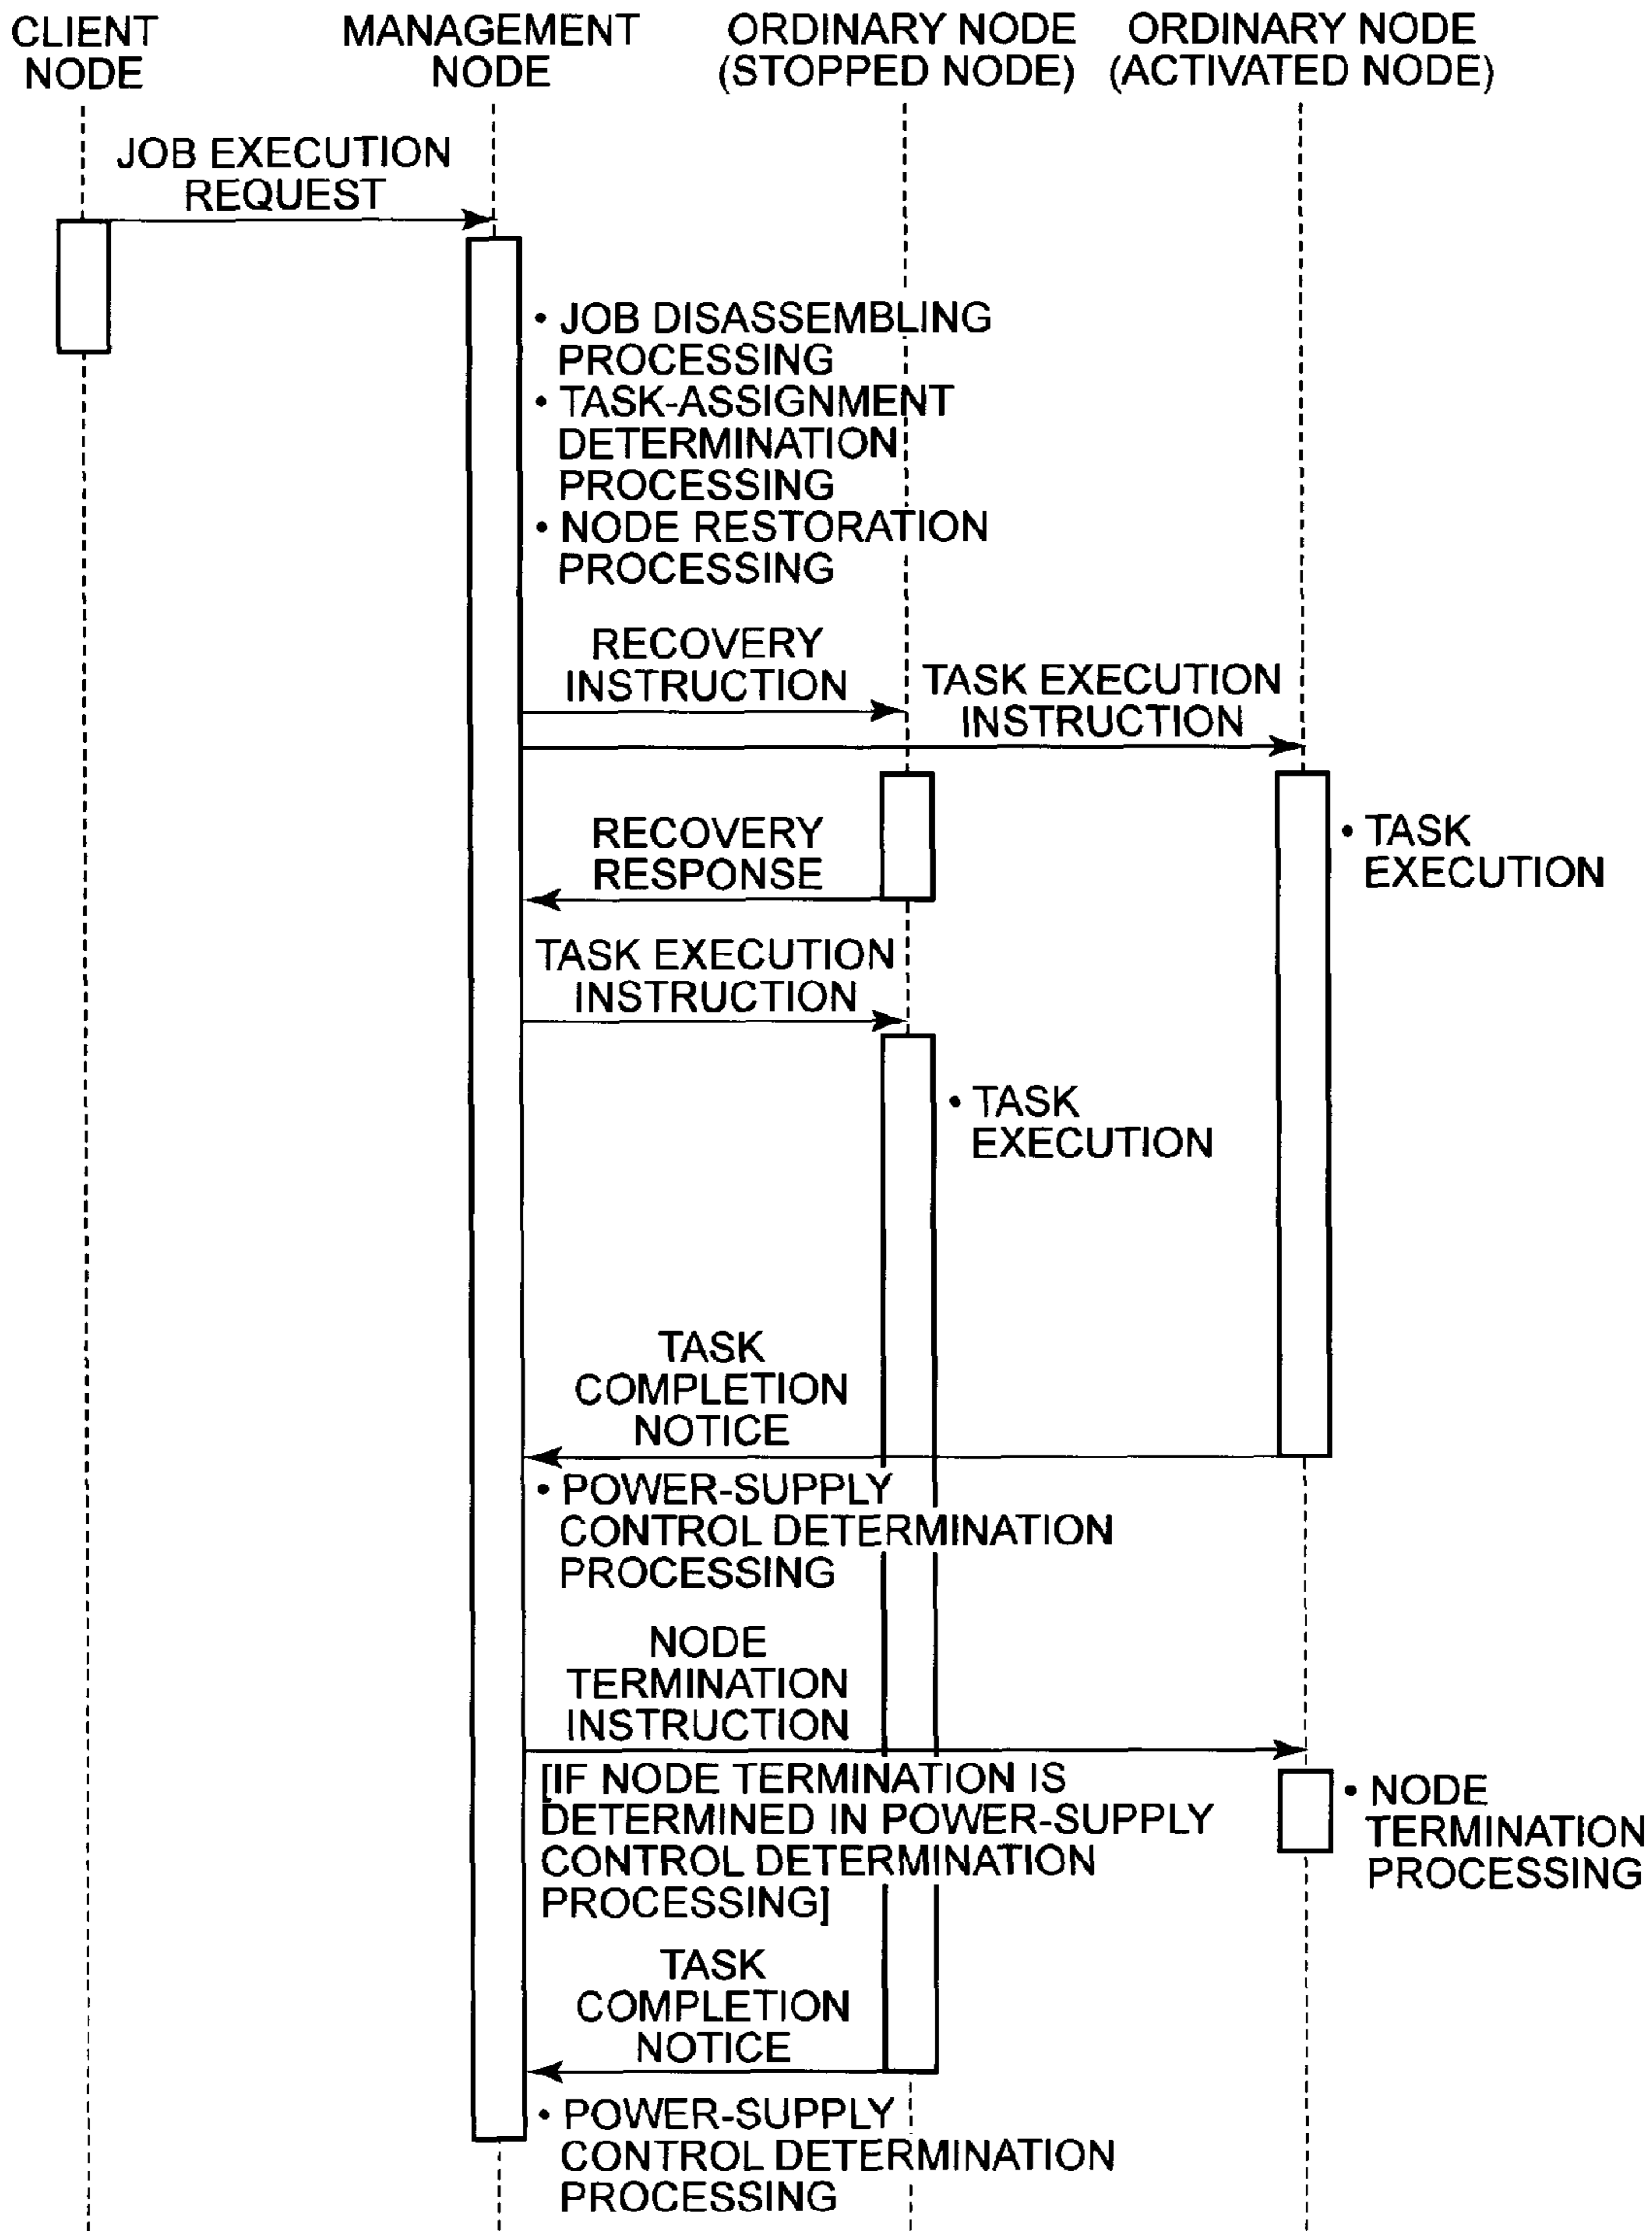 CLIENT
NODE
MANAGEMENT
NODE
ORDINARY NODE
(STOPPED NODE)
ORDINARY NODE
(ACTIVATED NODE)
JOB EXECUTION
REQUEST
• JOB DISASSEMBLING
PROCESSING
• TASK-ASSIGNMENT
DETERMINATION
PROCESSING
• NODE RESTORATION
PROCESSING
RECOVERY
INSTRUCTION
TASK EXECUTION
INSTRUCTION
RECOVERY
RESPONSE
• TASK
EXECUTION
TASK EXECUTION
INSTRUCTION
• TASK
EXECUTION
TASK
COMPLETION
NOTICE
• POWER-SUPPLY
CONTROL DETERMINATION
PROCESSING
NODE
TERMINATION
INSTRUCTION
[IF NODE TERMINATION IS
DETERMINED IN POWER-SUPPLY
CONTROL DETERMINATION
PROCESSING]
• NODE
TERMINATION
PROCESSING
TASK
COMPLETION
NOTICE
• POWER-SUPPLY
CONTROL DETERMINATION
PROCESSING